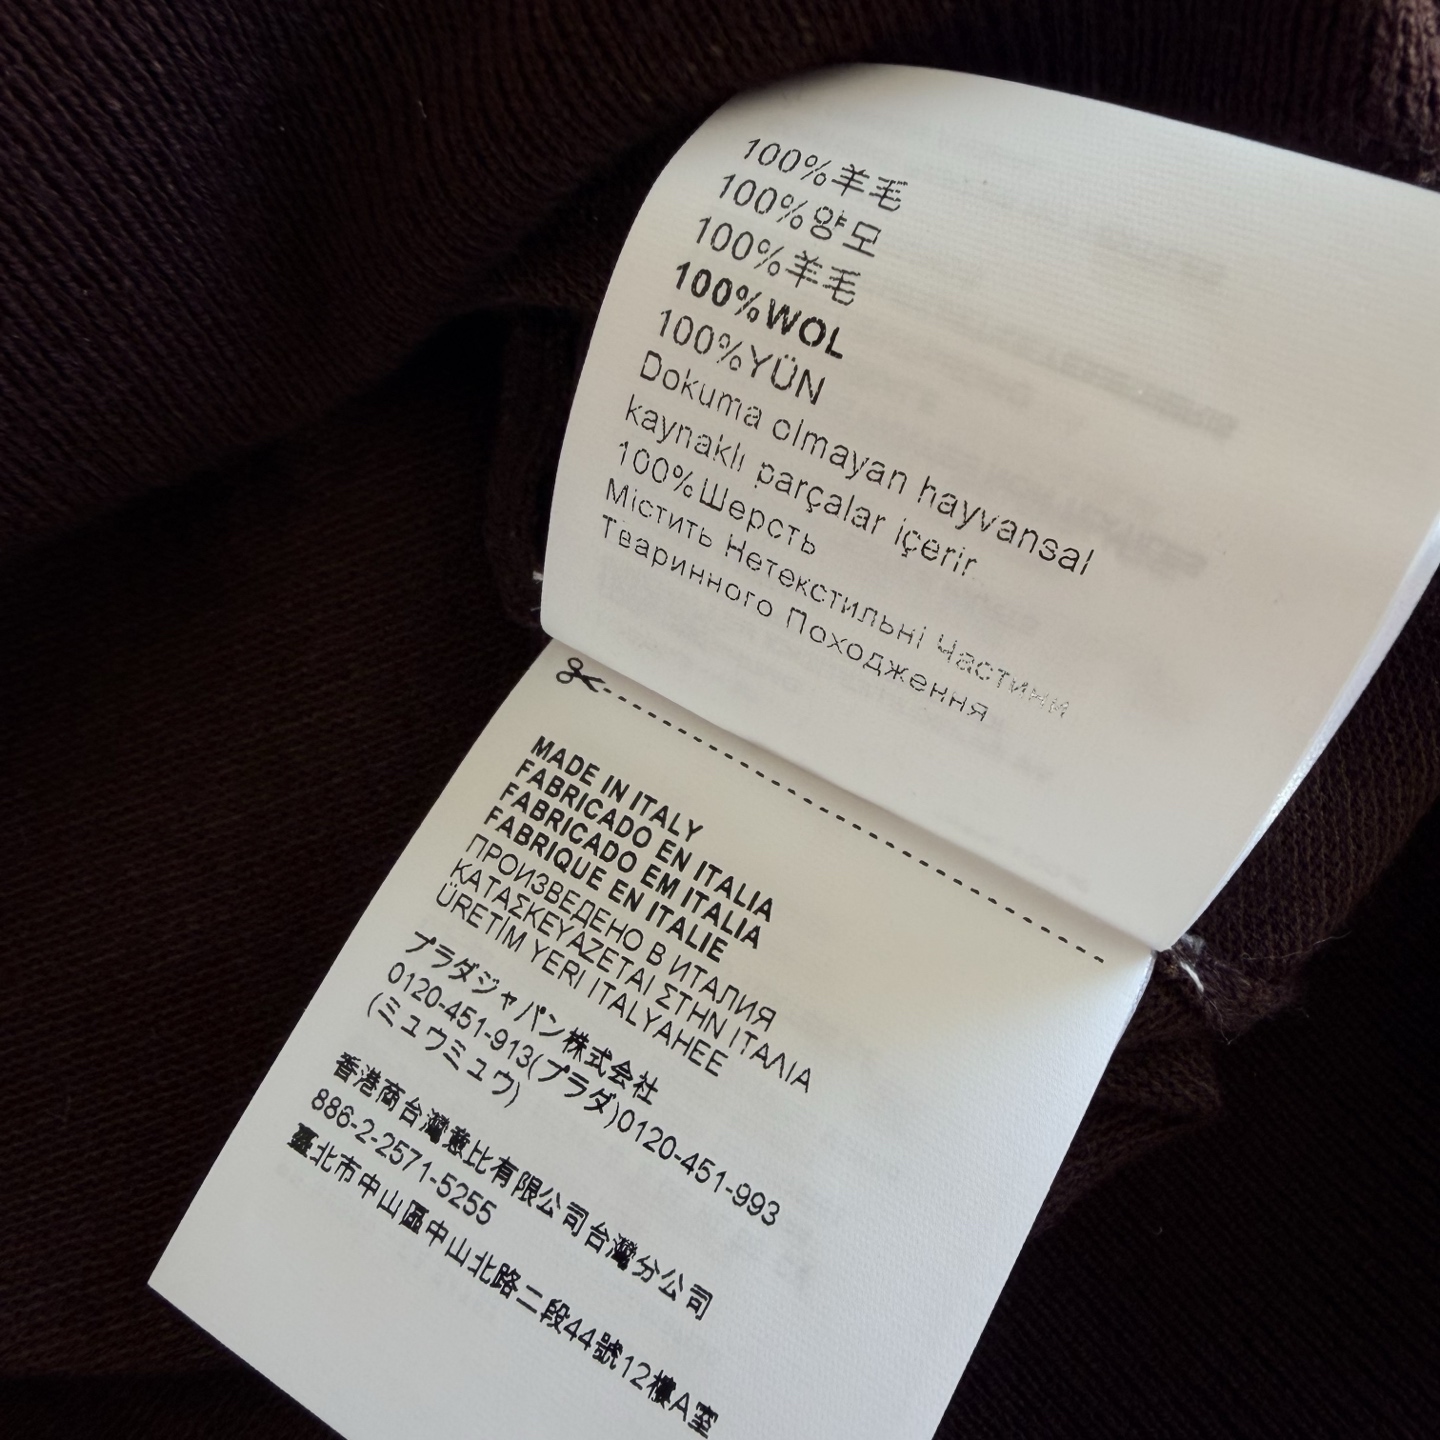 100%羊毛
100%양모
100%羊毛
100%WOL
100%YÜN
Dokuma olmayan hayvansal
kaynaklı parçalar içerir
100%Шерсть
Містить Нетекстильні Частини
Тваринного Походження
MADE IN ITALY
FABRICADO EN ITALIA
FABRICADO EM ITALIA
FABRIQUE EN ITALIE
ПРОИЗВЕДЕНО В ИТАЛИЯ
ΚΑΤΑΣΚΕΥΑΖΕΤΑΙ ΣΤΗΝ ΙΤΑΛΙΑ
ÜRETİM YERI ITALYAHEE
プラダジャパン株式会社
0120-451-913(プラダ)0120-451-993
(ミュウミュウ)
香港商台灣意比有限公司台灣分公司
886-2-2571-5255
臺北市中山區中山北路二段44號12樓A室